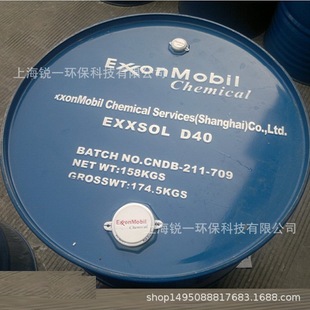 ExxonMobil
Chemical
上海锐一环保科技有限公司
ExxonMobil Chemical Services(Shanghai)Co.,Ltd.
EXXSOL D40
BATCH NO.CNDB-211-709
NET WT:158KGS
GROSSWT:174.5KGS
ExxonMobil
Chemical
上海锐一环保科技有限公司
shop1495088817683.1688.com